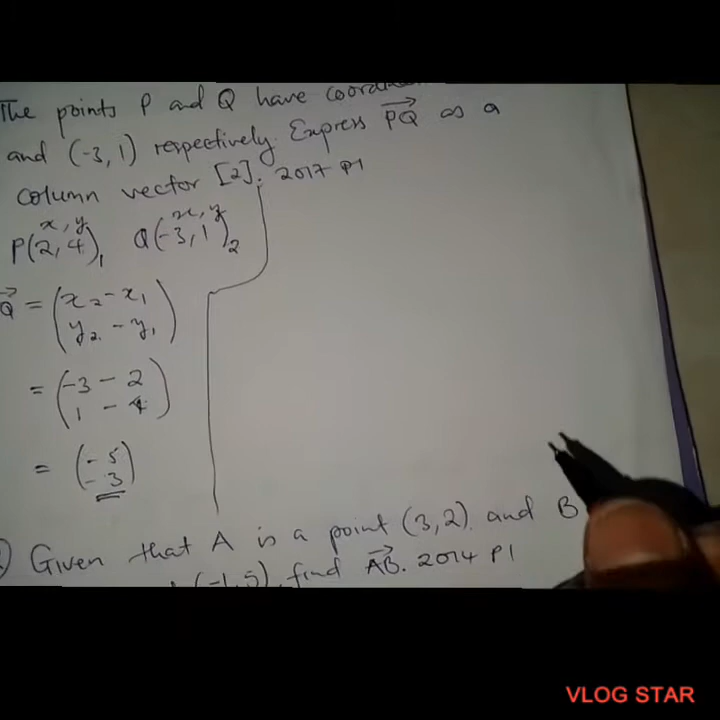 The points P and Q have
and (-3, 1) respectively. Express PQ as a
column vector [2]. 2017 P1
x, y x, y
P(2, 4)1 Q(-3, 1)2
Q = (x2 - x1
y2 - y1)
= (-3 - 2
1 - 4)
= (-5
-3)
Given that A is a point (3, 2) and B
(-1, 5), find AB. 2014 P1
VLOG STAR